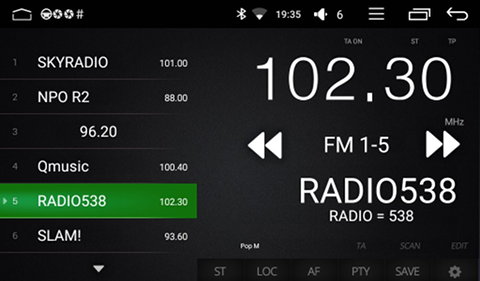 # 19:35 6
TA ON ST TP
1 SKYRADIO 101.00
2 NPO R2 88.00
3 96.20
4 Qmusic 100.40
5 RADIO538 102.30
6 SLAM! 93.60
102.30
MHz
FM 1-5
RADIO538
RADIO = 538
Pop M TA SCAN EDIT
ST LOC AF PTY SAVE